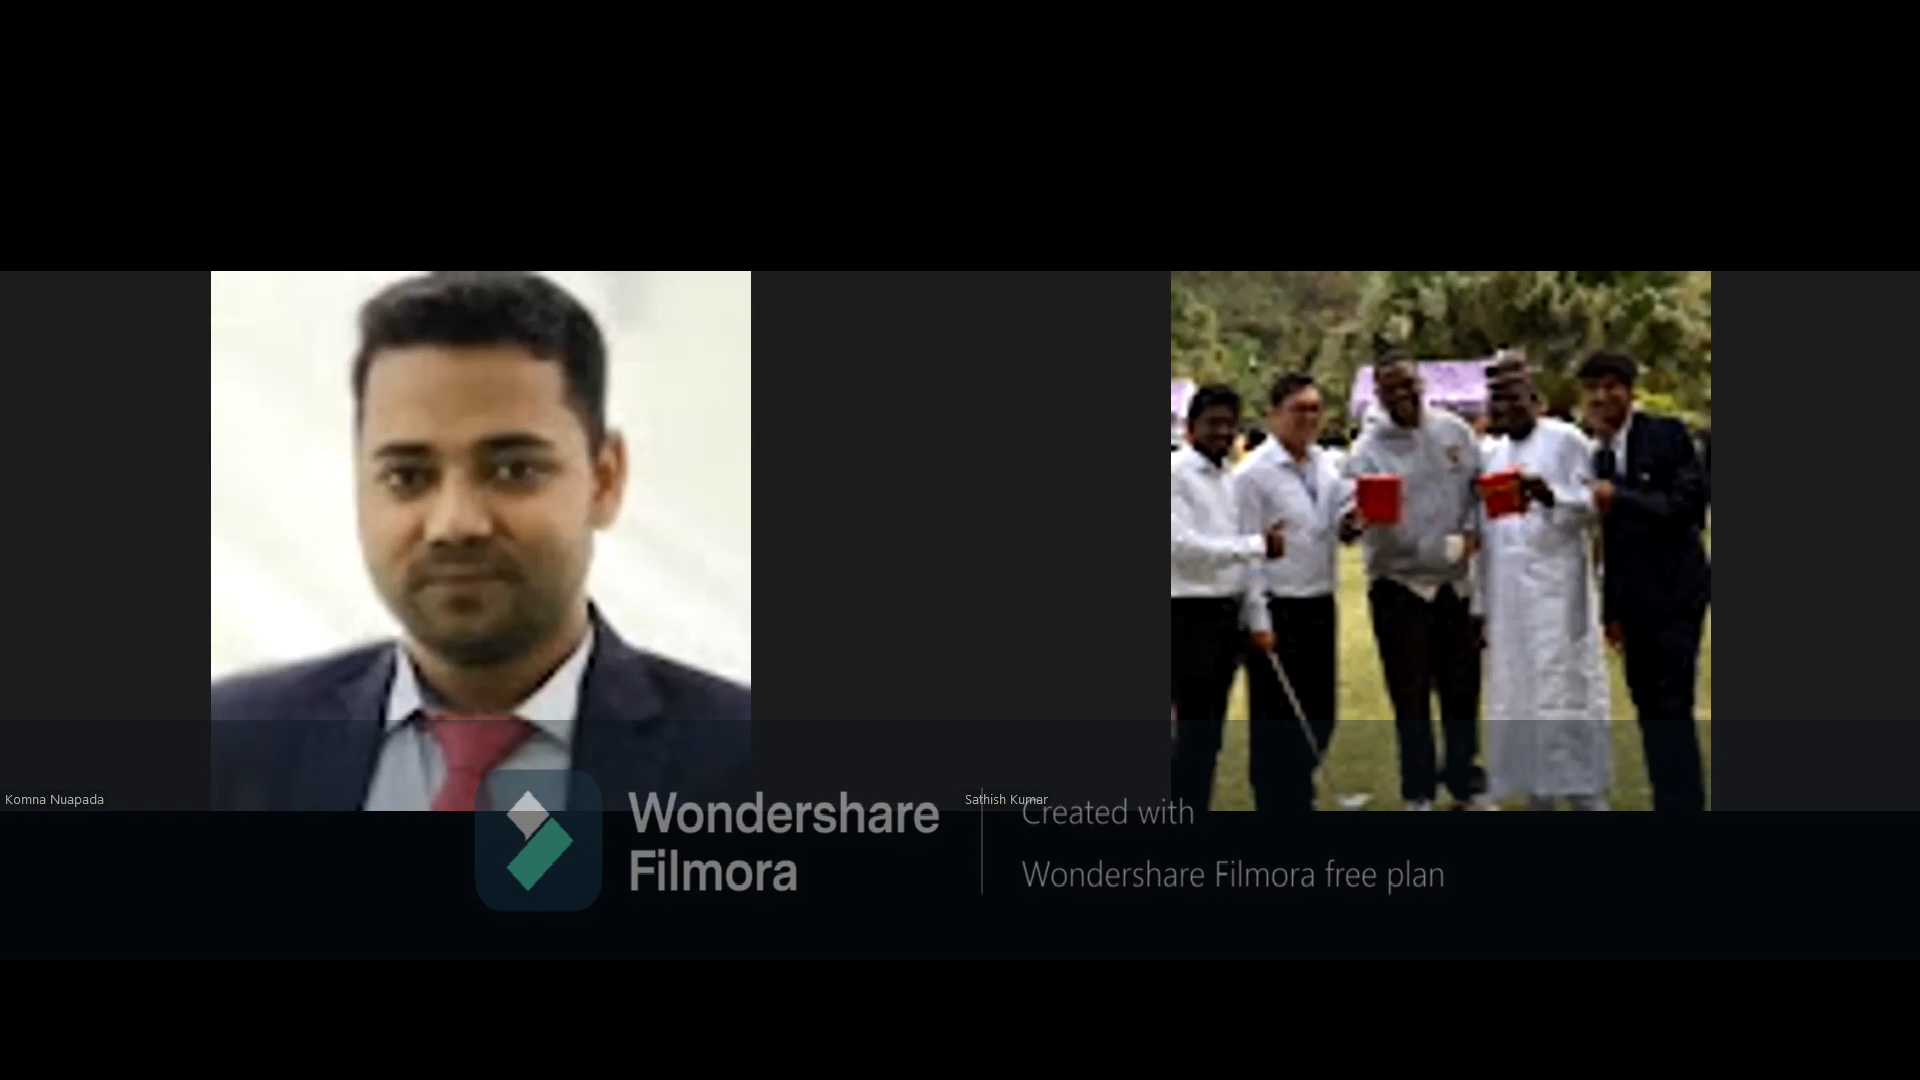 Komna Nuapada
Sathish Kumar
Wondershare
Filmora
Created with
Wondershare Filmora free plan